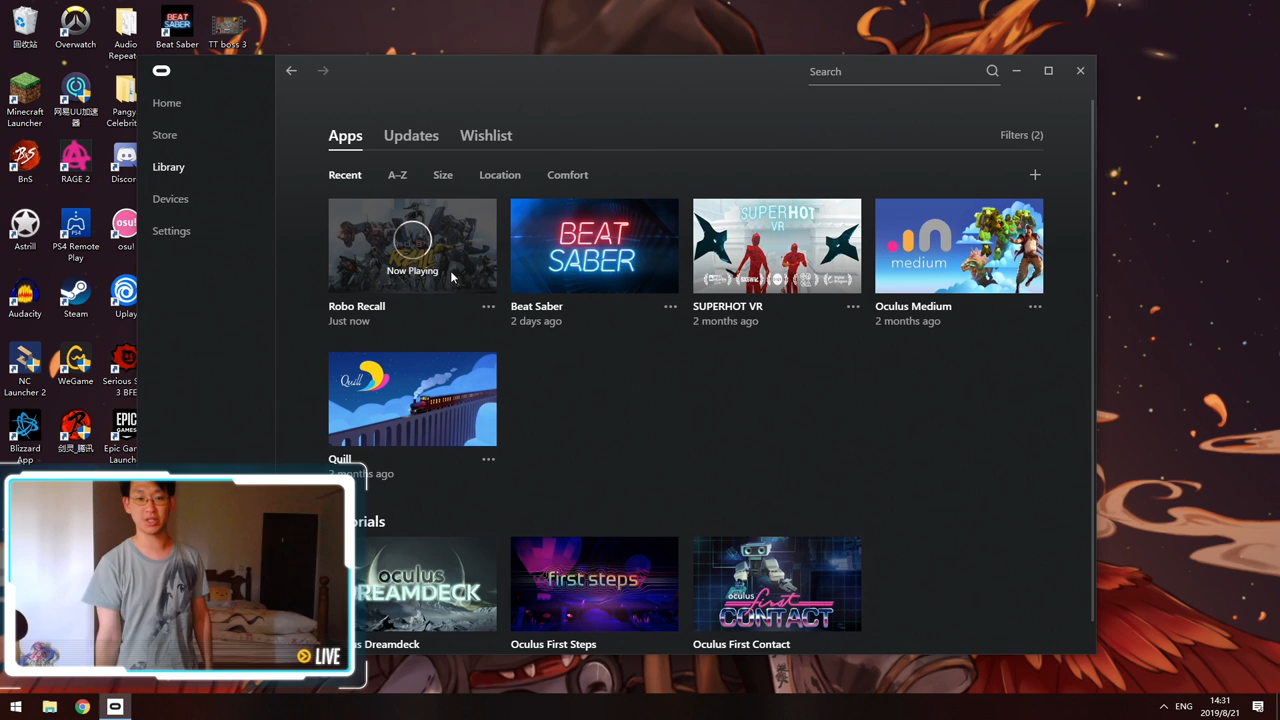 回收站
Overwatch
Audio
Repeat
BEAT
SABER
Beat Saber
TT boss 3
Minecraft
Launcher
网易UU加速
器
Pangy
Celebrit
BnS
RAGE 2
Discor
Astrill
PS4 Remote
Play
osu!
osu!
Audacity
Steam
Uplay
NC
Launcher 2
WeGame
Serious S
3 BFE
Blizzard
App
剑灵_腾讯
EPIC
GAMES
Epic Gar
Launch
Home
Store
Library
Devices
Settings
Search
Apps
Updates
Wishlist
Filters (2)
Recent
A–Z
Size
Location
Comfort
Now Playing
BEAT
SABER
SUPERHOT
VR
medium
Robo Recall
Just now
Beat Saber
2 days ago
SUPERHOT VR
2 months ago
Oculus Medium
2 months ago
Quill
Quill
months ago
orials
oculus
DREAMDECK
first steps
oculus
first
CONTACT
us Dreamdeck
Oculus First Steps
Oculus First Contact
LIVE
ENG
14:31
2019/8/21